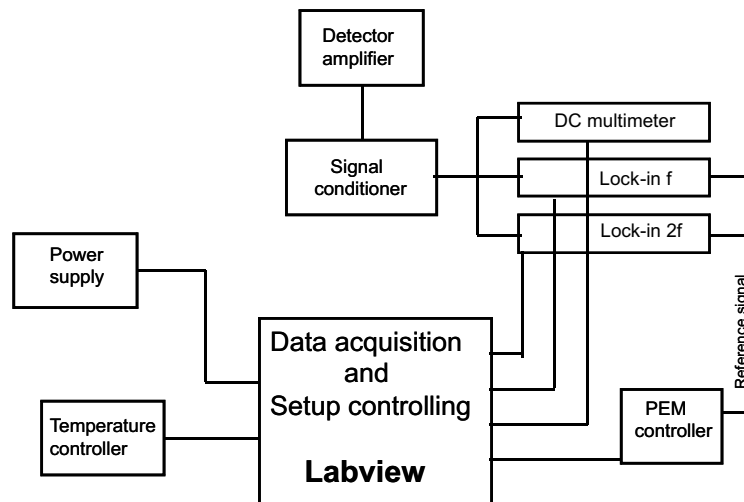 Detector
amplifier
DC multimeter
Signal
conditioner
Lock-in f
Lock-in 2f
Power
supply
Reference signal
Data acquisition
and
Setup controlling
Labview
Temperature
controller
PEM
controller